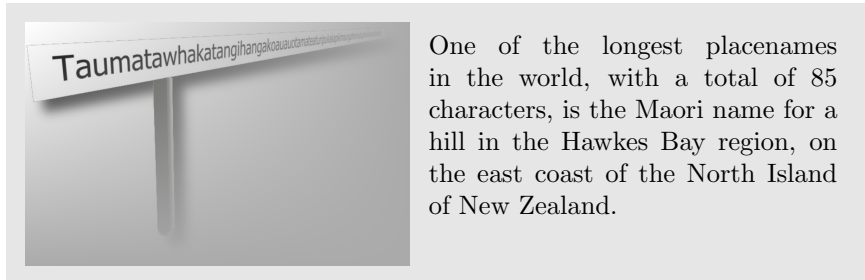 Taumatawhakatangihangakoauauotamatea
One of the longest placenames
in the world, with a total of 85
characters, is the Maori name for a
hill in the Hawkes Bay region, on
the east coast of the North Island
of New Zealand.